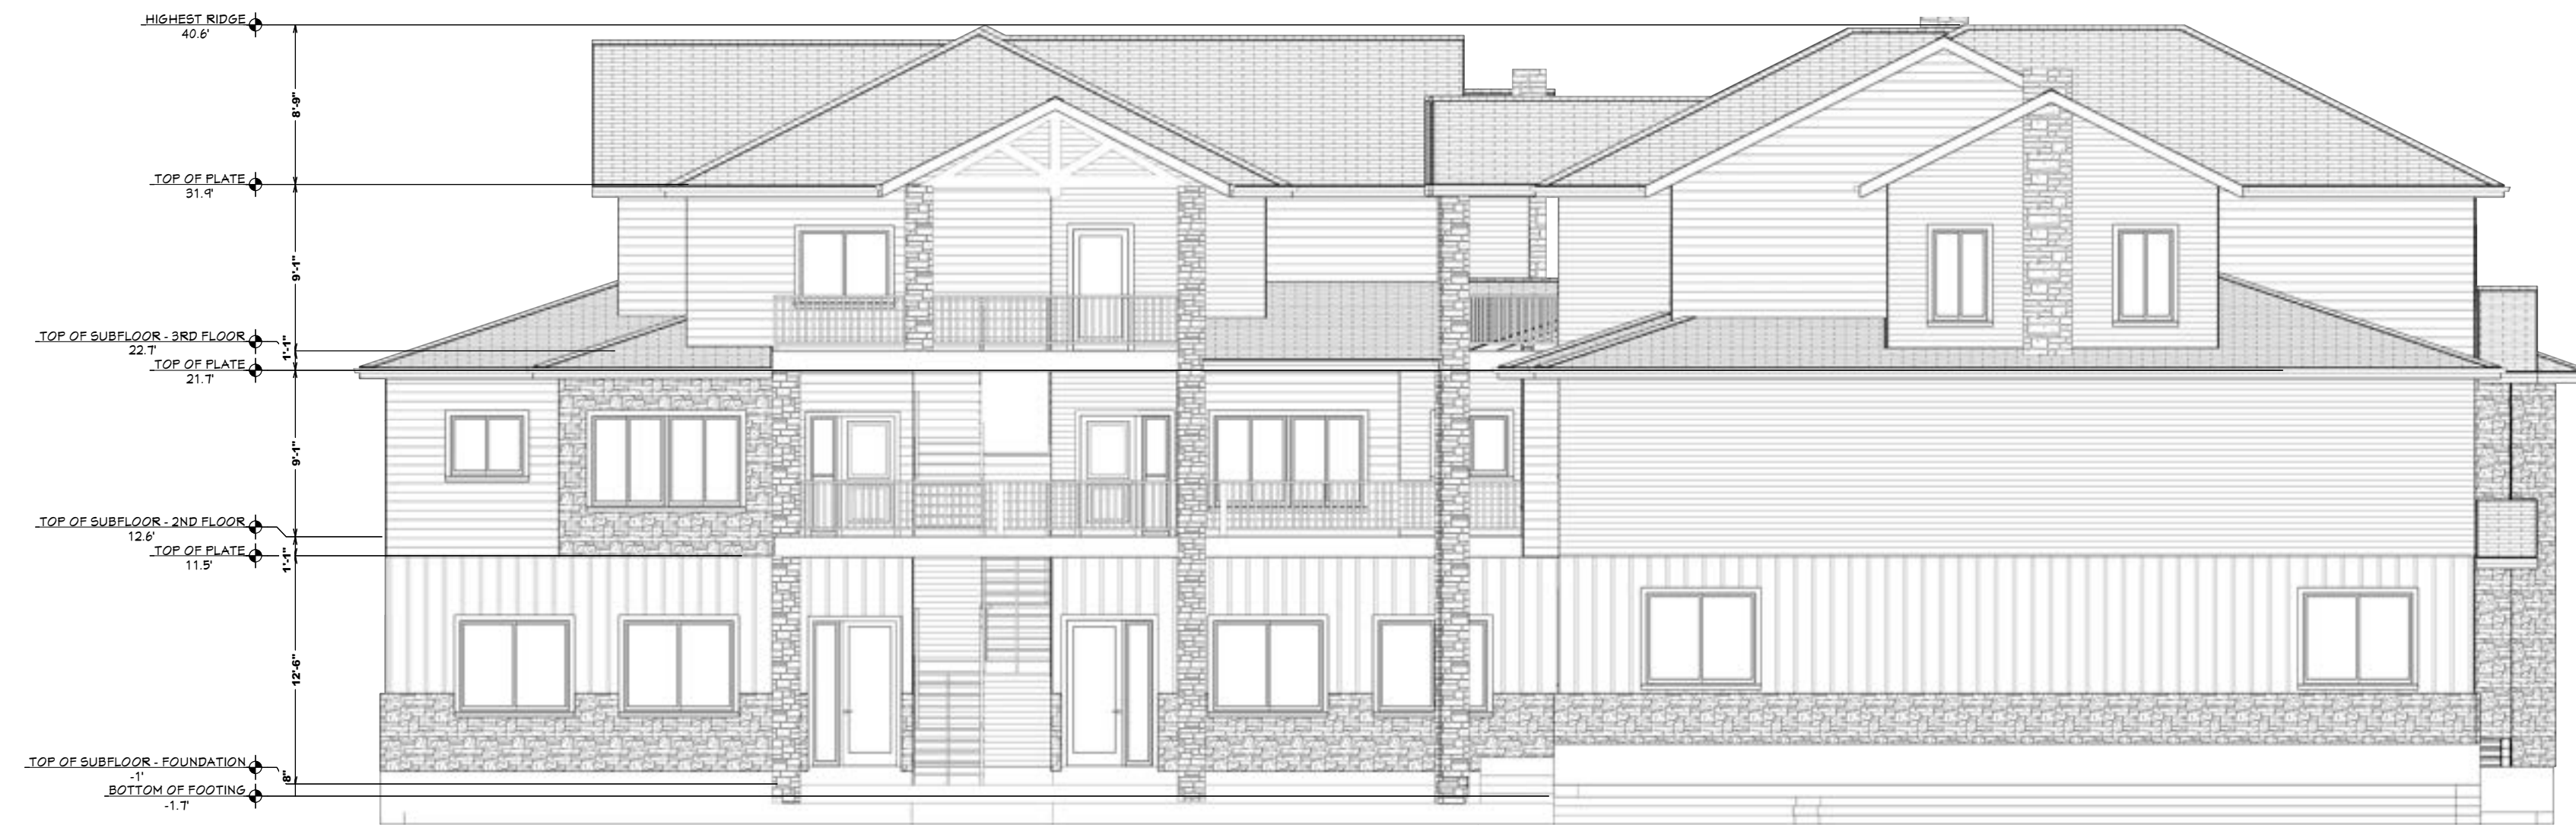 HIGHEST RIDGE
40.6'
8'-9"
TOP OF PLATE
31.9'
9'-1"
TOP OF SUBFLOOR - 3RD FLOOR
22.7'
1'-1"
TOP OF PLATE
21.7'
9'-1"
TOP OF SUBFLOOR - 2ND FLOOR
12.6'
1'-1"
TOP OF PLATE
11.5'
12'-6"
TOP OF SUBFLOOR - FOUNDATION
-1'
8"
BOTTOM OF FOOTING
-1.7'